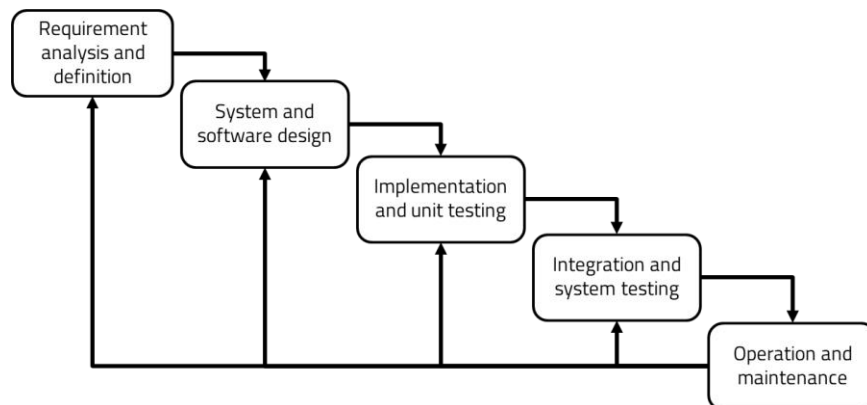 Requirement
analysis and
definition
System and
software design
Implementation
and unit testing
Integration and
system testing
Operation and
maintenance